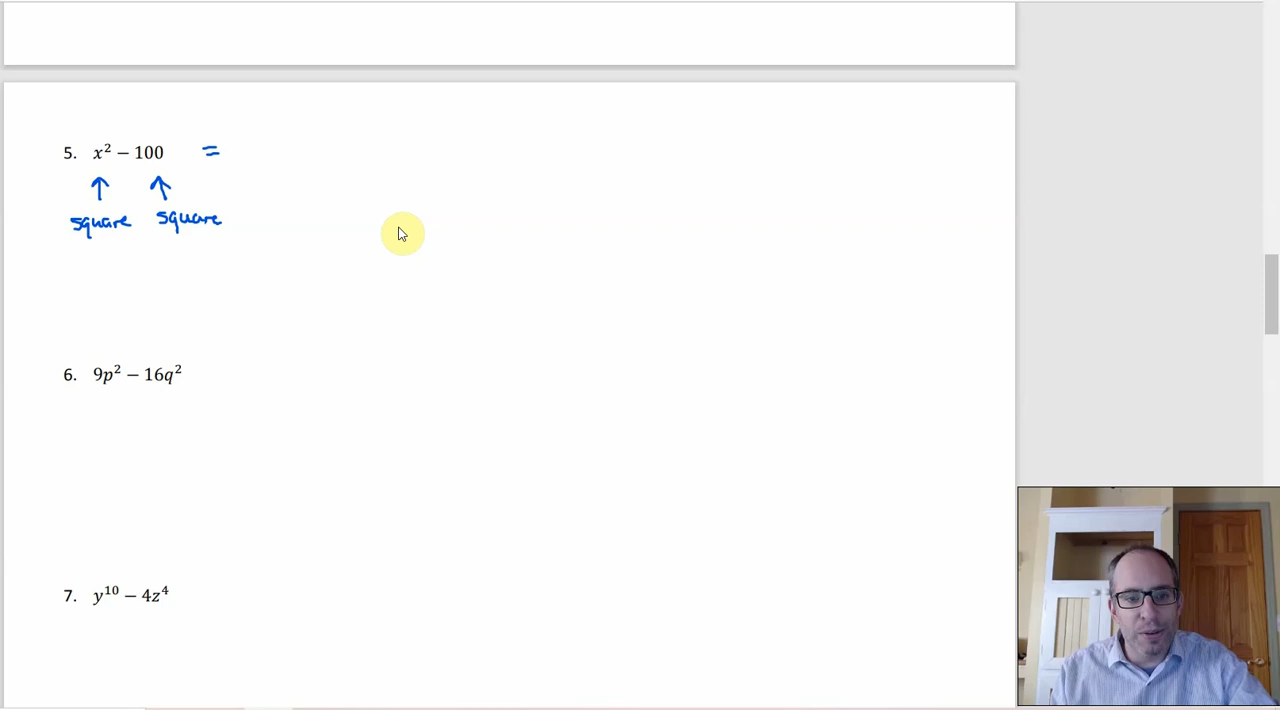 5. x² − 100 =
square square
6. 9p² − 16q²
7. y¹⁰ − 4z⁴